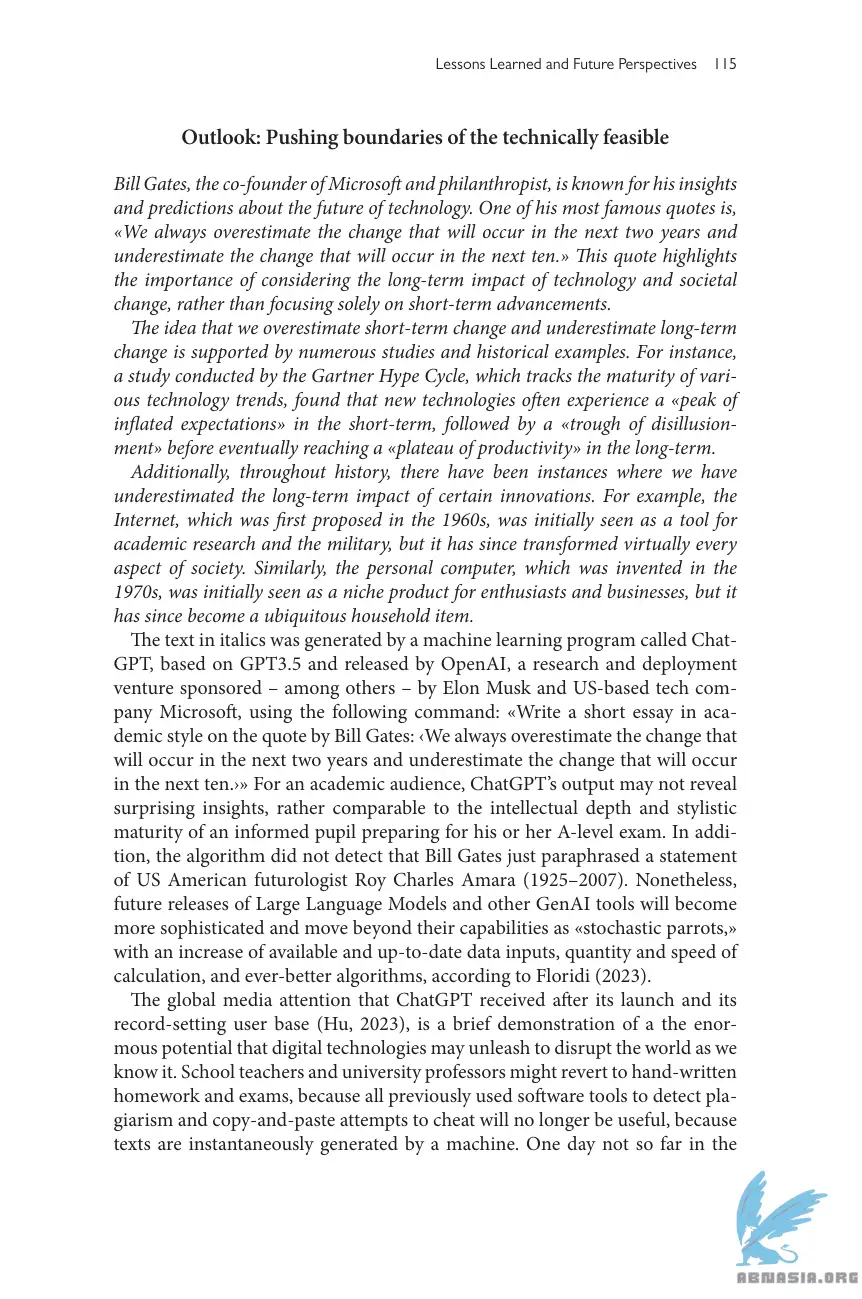 Lessons Learned and Future Perspectives 115
Outlook: Pushing boundaries of the technically feasible
Bill Gates, the co-founder of Microsoft and philanthropist, is known for his insights
and predictions about the future of technology. One of his most famous quotes is,
«We always overestimate the change that will occur in the next two years and
underestimate the change that will occur in the next ten.» This quote highlights
the importance of considering the long-term impact of technology and societal
change, rather than focusing solely on short-term advancements.
The idea that we overestimate short-term change and underestimate long-term
change is supported by numerous studies and historical examples. For instance,
a study conducted by the Gartner Hype Cycle, which tracks the maturity of vari-
ous technology trends, found that new technologies often experience a «peak of
inflated expectations» in the short-term, followed by a «trough of disillusion-
ment» before eventually reaching a «plateau of productivity» in the long-term.
Additionally, throughout history, there have been instances where we have
underestimated the long-term impact of certain innovations. For example, the
Internet, which was first proposed in the 1960s, was initially seen as a tool for
academic research and the military, but it has since transformed virtually every
aspect of society. Similarly, the personal computer, which was invented in the
1970s, was initially seen as a niche product for enthusiasts and businesses, but it
has since become a ubiquitous household item.
The text in italics was generated by a machine learning program called Chat-
GPT, based on GPT3.5 and released by OpenAI, a research and deployment
venture sponsored – among others – by Elon Musk and US-based tech com-
pany Microsoft, using the following command: «Write a short essay in aca-
demic style on the quote by Bill Gates: ‹We always overestimate the change that
will occur in the next two years and underestimate the change that will occur
in the next ten.›» For an academic audience, ChatGPT’s output may not reveal
surprising insights, rather comparable to the intellectual depth and stylistic
maturity of an informed pupil preparing for his or her A-level exam. In addi-
tion, the algorithm did not detect that Bill Gates just paraphrased a statement
of US American futurologist Roy Charles Amara (1925–2007). Nonetheless,
future releases of Large Language Models and other GenAI tools will become
more sophisticated and move beyond their capabilities as «stochastic parrots,»
with an increase of available and up-to-date data inputs, quantity and speed of
calculation, and ever-better algorithms, according to Floridi (2023).
The global media attention that ChatGPT received after its launch and its
record-setting user base (Hu, 2023), is a brief demonstration of a the enor-
mous potential that digital technologies may unleash to disrupt the world as we
know it. School teachers and university professors might revert to hand-written
homework and exams, because all previously used software tools to detect pla-
giarism and copy-and-paste attempts to cheat will no longer be useful, because
texts are instantaneously generated by a machine. One day not so far in the
ABNASIA.ORG